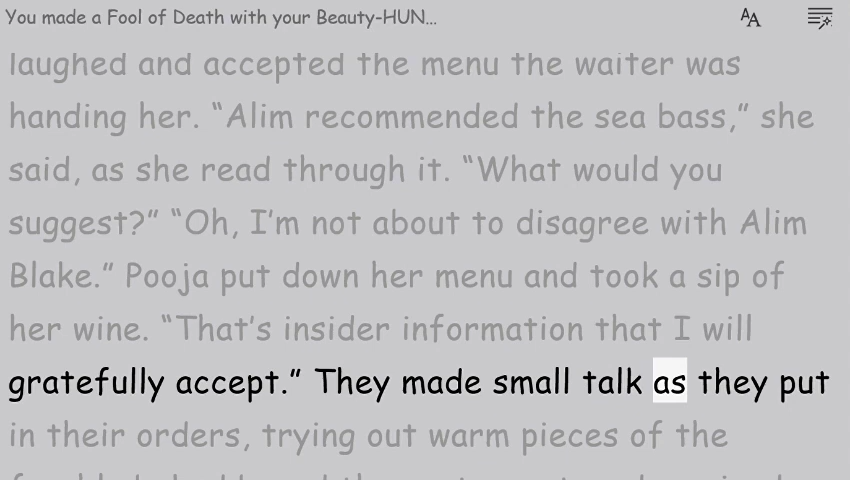 You made a Fool of Death with your Beauty-HUN...
AA
laughed and accepted the menu the waiter was
handing her. “Alim recommended the sea bass,” she
said, as she read through it. “What would you
suggest?” “Oh, I’m not about to disagree with Alim
Blake.” Pooja put down her menu and took a sip of
her wine. “That’s insider information that I will
gratefully accept.” They made small talk as they put
in their orders, trying out warm pieces of the